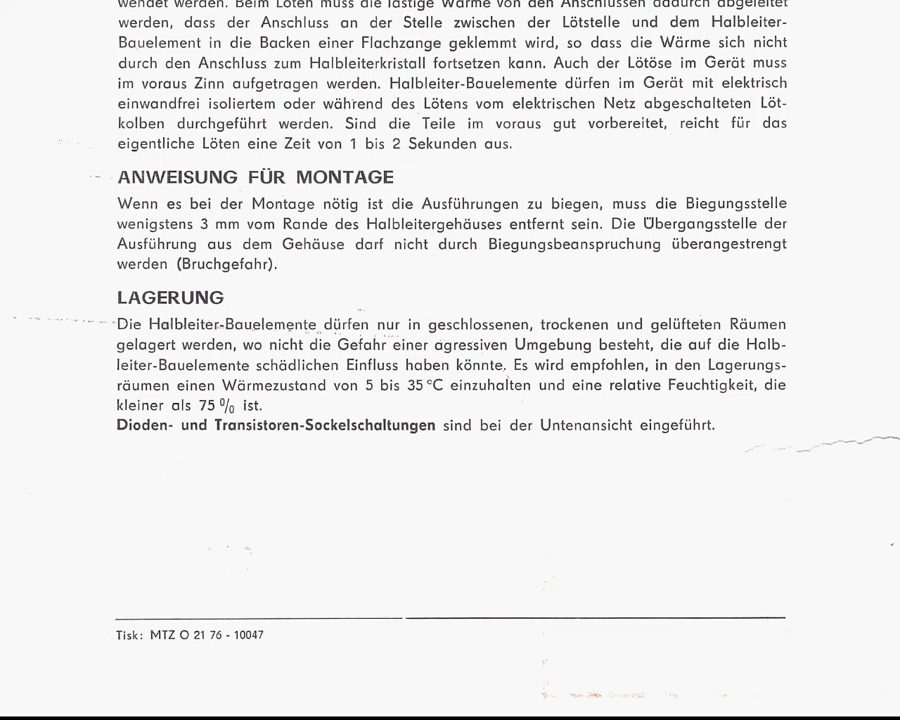 wendet werden. Beim Löten muss die lästige Wärme von den Anschlüssen dadurch abgeleitet
werden, dass der Anschluss an der Stelle zwischen der Lötstelle und dem Halbleiter-
Bauelement in die Backen einer Flachzange geklemmt wird, so dass die Wärme sich nicht
durch den Anschluss zum Halbleiterkristall fortsetzen kann. Auch der Lötöse im Gerät muss
im voraus Zinn aufgetragen werden. Halbleiter-Bauelemente dürfen im Gerät mit elektrisch
einwandfrei isoliertem oder während des Lötens vom elektrischen Netz abgeschalteten Löt-
kolben durchgeführt werden. Sind die Teile im voraus gut vorbereitet, reicht für das
eigentliche Löten eine Zeit von 1 bis 2 Sekunden aus.
ANWEISUNG FÜR MONTAGE
Wenn es bei der Montage nötig ist die Ausführungen zu biegen, muss die Biegungsstelle
wenigstens 3 mm vom Rande des Halbleitergehäuses entfernt sein. Die Übergangsstelle der
Ausführung aus dem Gehäuse darf nicht durch Biegungsbeanspruchung überangestrengt
werden (Bruchgefahr).
LAGERUNG
Die Halbleiter-Bauelemente dürfen nur in geschlossenen, trockenen und gelüfteten Räumen
gelagert werden, wo nicht die Gefahr einer agressiven Umgebung besteht, die auf die Halb-
leiter-Bauelemente schädlichen Einfluss haben könnte. Es wird empfohlen, in den Lagerungs-
räumen einen Wärmezustand von 5 bis 35 °C einzuhalten und eine relative Feuchtigkeit, die
kleiner als 75 % ist.
Dioden- und Transistoren-Sockelschaltungen sind bei der Untenansicht eingeführt.
Tisk: MTZ O 21 76 - 10047